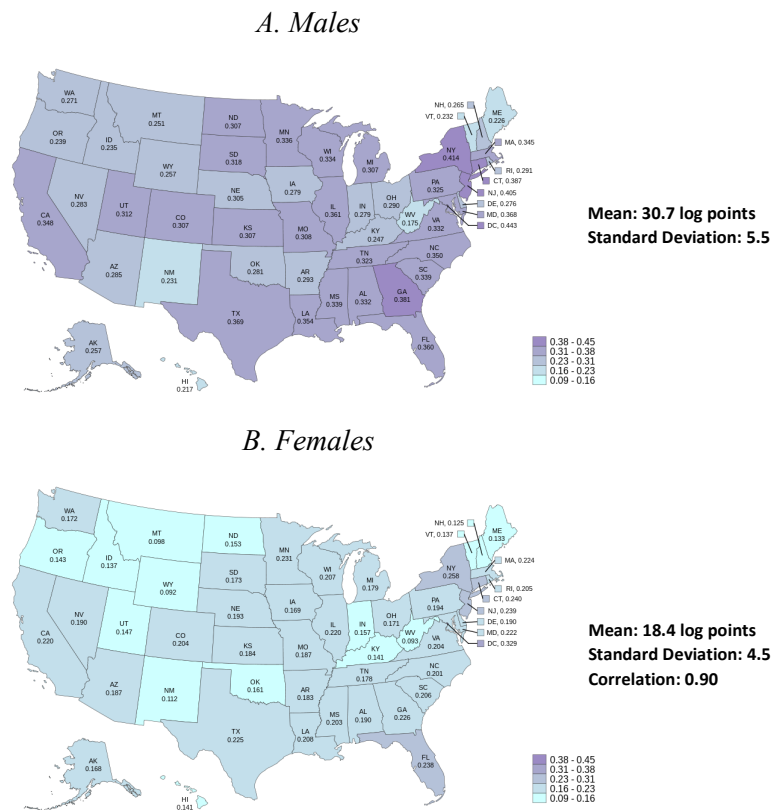 A. Males
WA
0.271
OR
0.239
CA
0.348
NV
0.283
ID
0.235
MT
0.251
WY
0.257
UT
0.312
CO
0.307
AZ
0.285
NM
0.231
ND
0.307
SD
0.318
NE
0.305
KS
0.307
OK
0.281
TX
0.369
MN
0.336
IA
0.279
MO
0.308
AR
0.293
LA
0.354
WI
0.334
IL
0.361
MI
0.307
IN
0.279
OH
0.290
KY
0.247
TN
0.323
MS
0.339
AL
0.332
GA
0.381
FL
0.360
SC
0.339
NC
0.350
VA
0.332
WV
0.175
PA
0.325
NY
0.414
ME
0.226
NH, 0.265
VT, 0.232
MA, 0.345
RI, 0.291
CT, 0.387
NJ, 0.405
DE, 0.276
MD, 0.368
DC, 0.443
AK
0.257
HI
0.217
Mean: 30.7 log points
Standard Deviation: 5.5
0.38 - 0.45
0.31 - 0.38
0.23 - 0.31
0.16 - 0.23
0.09 - 0.16
B. Females
WA
0.172
OR
0.143
CA
0.220
NV
0.190
ID
0.137
MT
0.098
WY
0.092
UT
0.147
CO
0.204
AZ
0.187
NM
0.112
ND
0.153
SD
0.173
NE
0.193
KS
0.184
OK
0.161
TX
0.225
MN
0.231
IA
0.169
MO
0.187
AR
0.183
LA
0.208
WI
0.207
IL
0.220
MI
0.179
IN
0.157
OH
0.171
KY
0.141
TN
0.178
MS
0.203
AL
0.190
GA
0.226
FL
0.238
SC
0.206
NC
0.201
VA
0.204
WV
0.093
PA
0.194
NY
0.258
ME
0.133
NH, 0.125
VT, 0.137
MA, 0.224
RI, 0.205
CT, 0.240
NJ, 0.239
DE, 0.190
MD, 0.222
DC, 0.329
AK
0.168
HI
0.141
Mean: 18.4 log points
Standard Deviation: 4.5
Correlation: 0.90
0.38 - 0.45
0.31 - 0.38
0.23 - 0.31
0.16 - 0.23
0.09 - 0.16